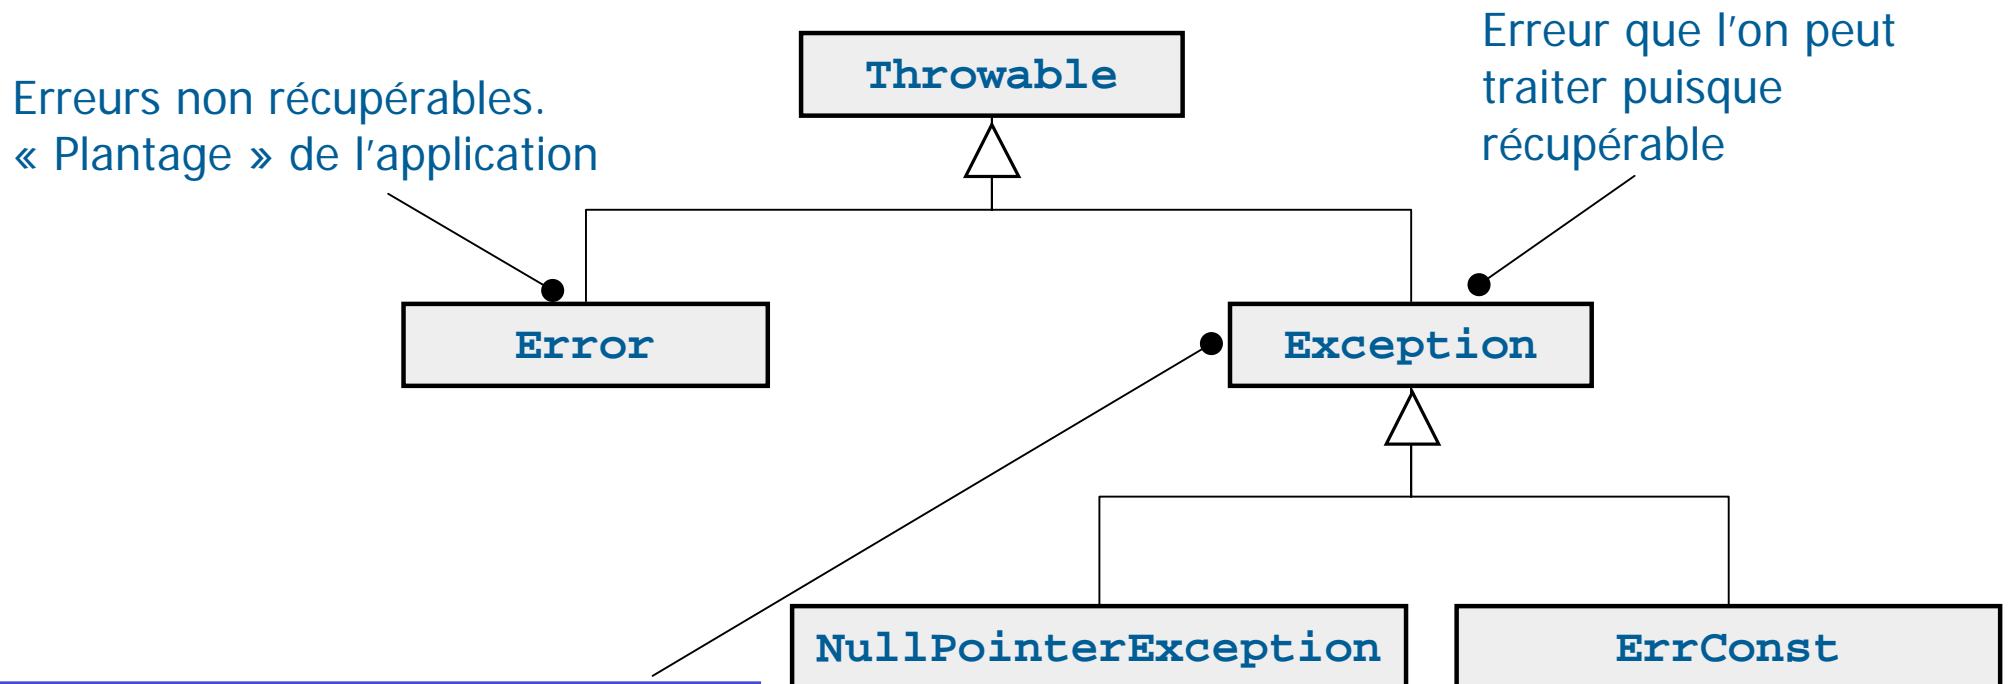 Throwable
Erreur que l'on peut
traiter puisque
récupérable
Erreurs non récupérables.
« Plantage » de l'application
Error
Exception
NullPointerException
ErrConst